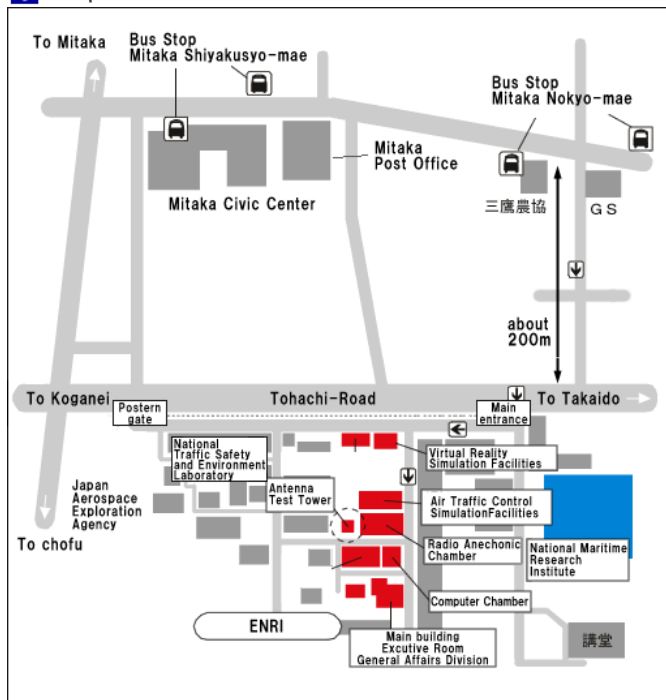 To Mitaka
Bus Stop
Mitaka Shiyakusyo-mae
Bus Stop
Mitaka Nokyo-mae
Mitaka
Post Office
Mitaka Civic Center
三鷹農協
GS
about
200m
To Koganei
Tohachi-Road
To Takaido
Postern
gate
Main
entrance
National
Traffic Safety
and Environment
Laboratory
Virtual Reality
Simulation Facilities
Japan
Aerospace
Exploration
Agency
Antenna
Test Tower
Air Traffic Control
SimulationFacilities
To chofu
Radio Anechonic
Chamber
National Maritime
Research
Institute
Computer Chamber
ENRI
Main building
Excutive Room
General Affairs Division
講堂